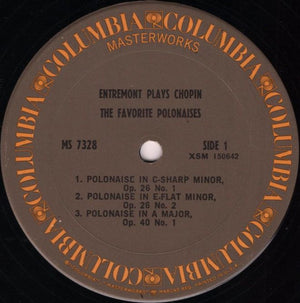 COLUMBIA
MASTERWORKS
ENTREMONT PLAYS CHOPIN
THE FAVORITE POLONAISES
MS 7328
SIDE 1
XSM 150642
1. POLONAISE IN C-SHARP MINOR,
Op. 26 No. 1
2. POLONAISE IN E-FLAT MINOR,
Op. 26 No. 2
3. POLONAISE IN A MAJOR,
Op. 40 No. 1
COLUMBIA
COLUMBIA
COLUMBIA
COLUMBIA
COLUMBIA